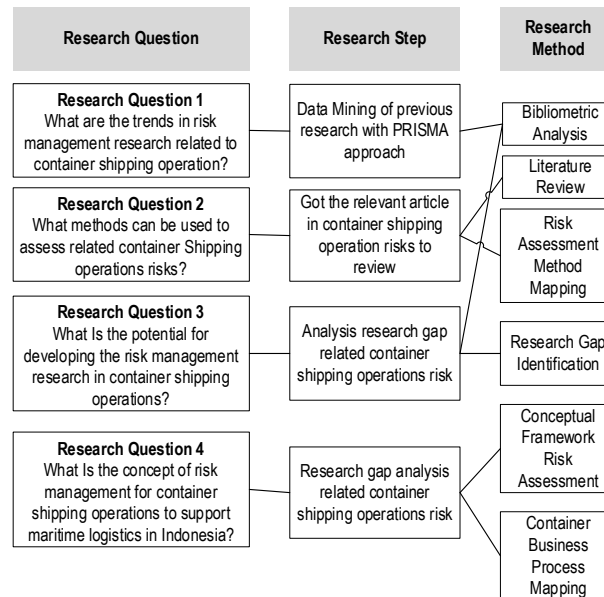 Research Question
Research Step
Research
Method
Research Question 1
What are the trends in risk
management research related to
container shipping operation?
Data Mining of previous
research with PRISMA
approach
Bibliometric
Analysis
Literature
Review
Research Question 2
What methods can be used to
assess related container Shipping
operations risks?
Got the relevant article
in container shipping
operation risks to
review
Risk
Assessment
Method
Mapping
Research Question 3
What Is the potential for
developing the risk management
research in container shipping
operations?
Analysis research gap
related container
shipping operations risk
Research Gap
Identification
Research Question 4
What Is the concept of risk
management for container
shipping operations to support
maritime logistics in Indonesia?
Research gap analysis
related container
shipping operations risk
Conceptual
Framework
Risk
Assessment
Container
Business
Process
Mapping